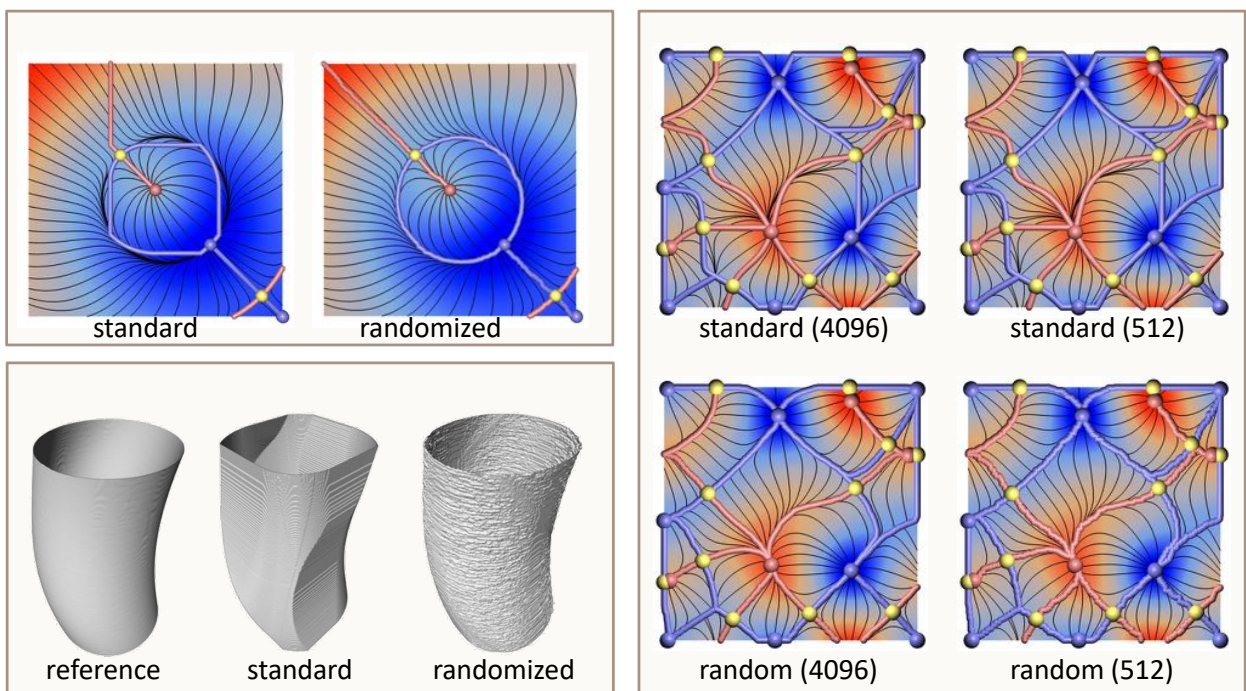 standard randomized
reference standard randomized
standard (4096) standard (512)
random (4096) random (512)